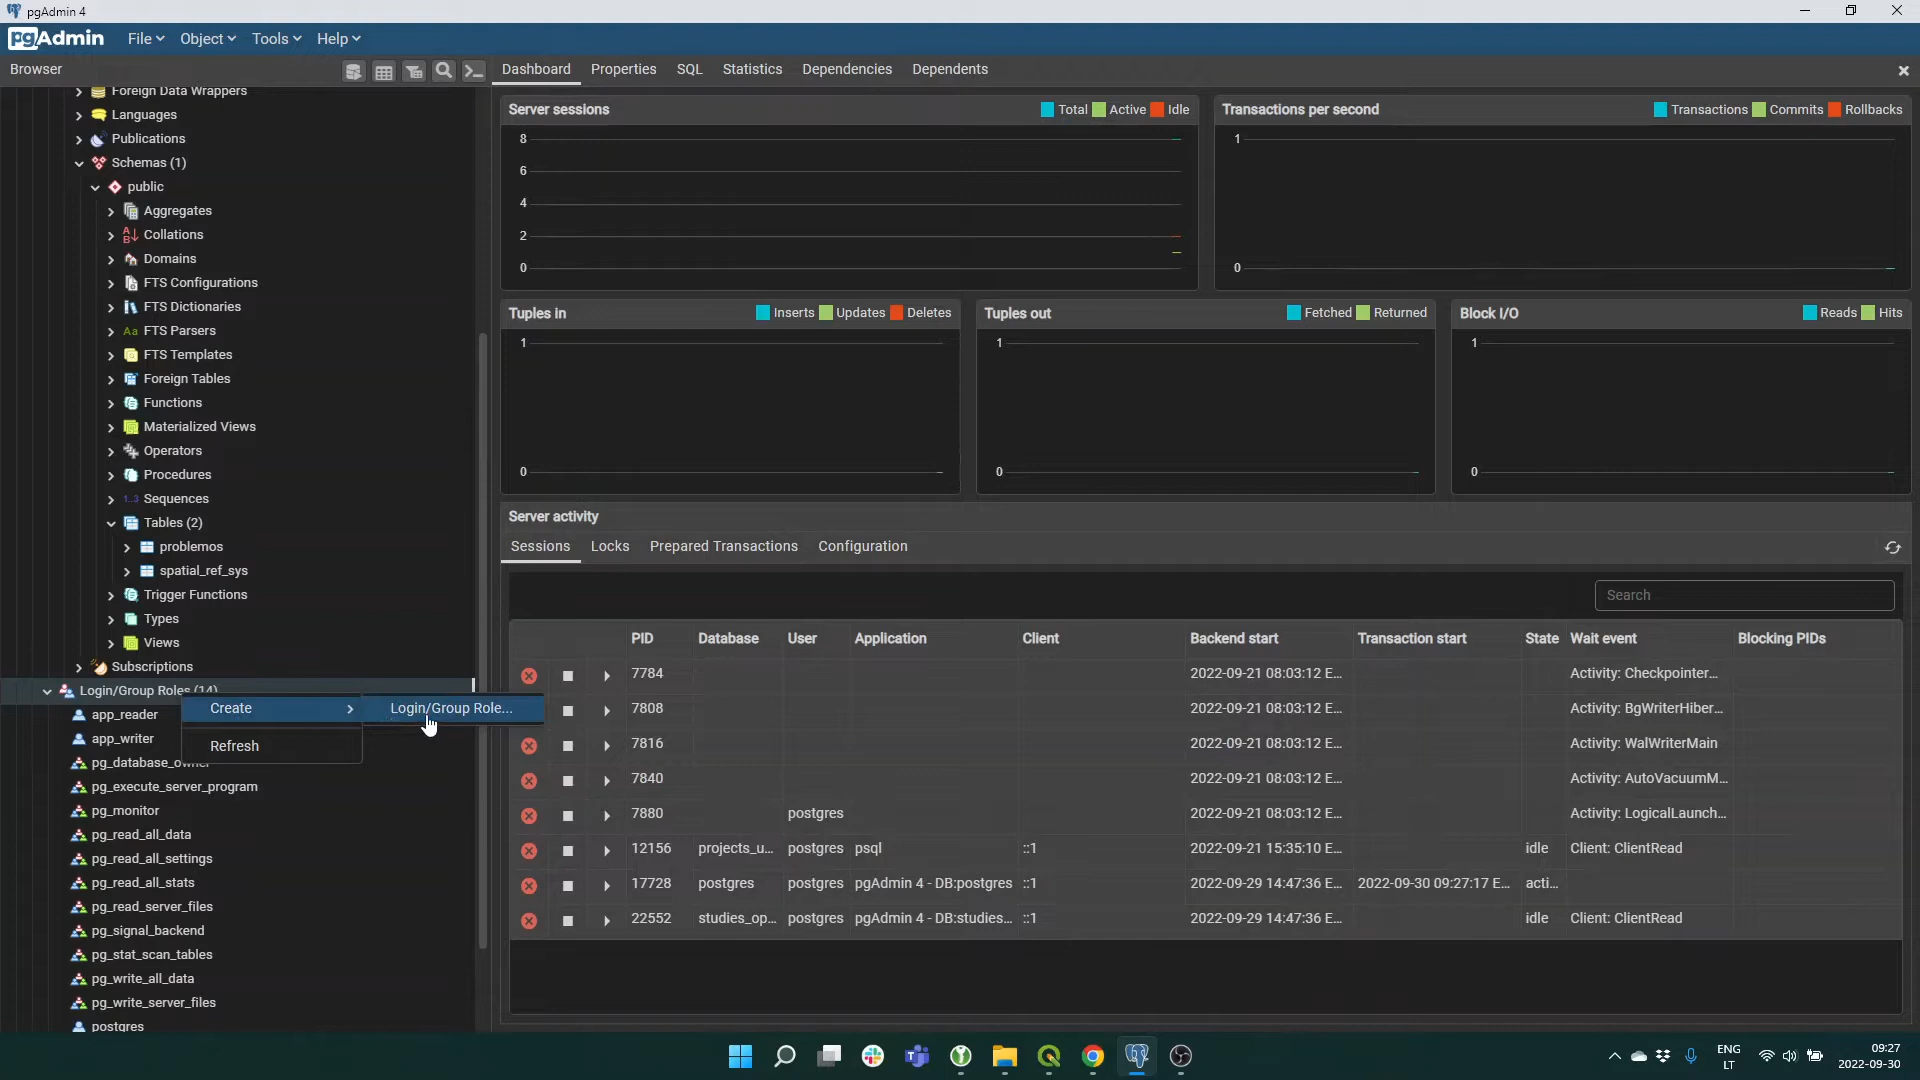 pgAdmin 4
pgAdmin File Object Tools Help
Browser
Dashboard Properties SQL Statistics Dependencies Dependents
Foreign Data Wrappers
Languages
Publications
Schemas (1)
public
Aggregates
Collations
Domains
FTS Configurations
FTS Dictionaries
Aa FTS Parsers
FTS Templates
Foreign Tables
Functions
Materialized Views
Operators
Procedures
1..3 Sequences
Tables (2)
problemos
spatial_ref_sys
Trigger Functions
Types
Views
Subscriptions
Login/Group Roles (14)
app_reader
app_writer
pg_database_owner
pg_execute_server_program
pg_monitor
pg_read_all_data
pg_read_all_settings
pg_read_all_stats
pg_read_server_files
pg_signal_backend
pg_stat_scan_tables
pg_write_all_data
pg_write_server_files
postgres
Create
Login/Group Role...
Refresh
Server sessions
Total Active Idle
8
6
4
2
0
Transactions per second
Transactions Commits Rollbacks
1
0
Tuples in
Inserts Updates Deletes
1
0
Tuples out
Fetched Returned
1
0
Block I/O
Reads Hits
1
0
Server activity
Sessions Locks Prepared Transactions Configuration
Search
PID Database User Application Client Backend start Transaction start State Wait event Blocking PIDs
7784 2022-09-21 08:03:12 E... Activity: Checkpointer...
7808 2022-09-21 08:03:12 E... Activity: BgWriterHiber...
7816 2022-09-21 08:03:12 E... Activity: WalWriterMain
7840 2022-09-21 08:03:12 E... Activity: AutoVacuumM...
7880 postgres 2022-09-21 08:03:12 E... Activity: LogicalLaunch...
12156 projects_u... postgres psql ::1 2022-09-21 15:35:10 E... idle Client: ClientRead
17728 postgres postgres pgAdmin 4 - DB:postgres ::1 2022-09-29 14:47:36 E... 2022-09-30 09:27:17 E... acti...
22552 studies_op... postgres pgAdmin 4 - DB:studies... ::1 2022-09-29 14:47:36 E... idle Client: ClientRead
ENG
LT
09:27
2022-09-30